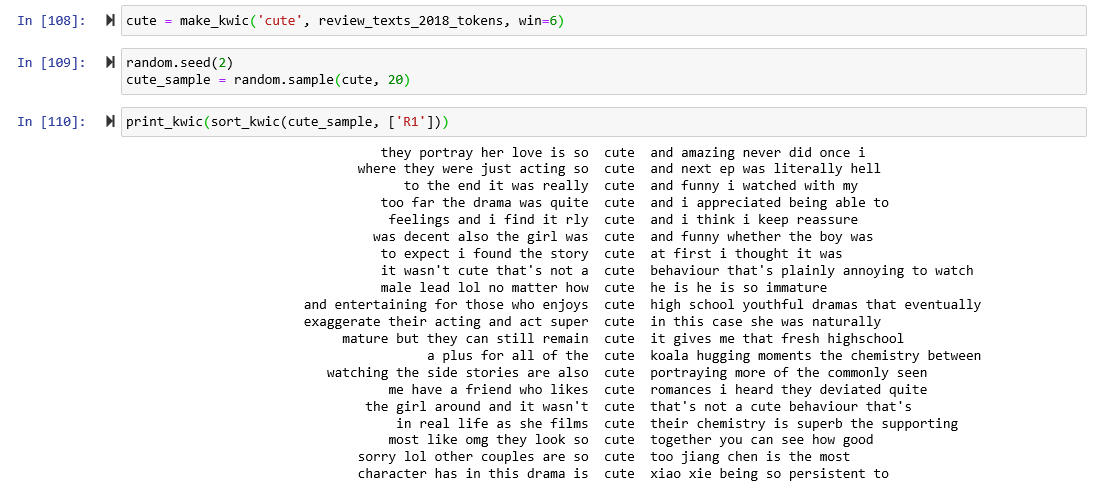 In [108]: cute = make_kwic('cute', review_texts_2018_tokens, win=6)
In [109]: random.seed(2)
cute_sample = random.sample(cute, 20)
In [110]: print_kwic(sort_kwic(cute_sample, ['R1']))
they portray her love is so cute and amazing never did once i
where they were just acting so cute and next ep was literally hell
to the end it was really cute and funny i watched with my
too far the drama was quite cute and i appreciated being able to
feelings and i find it rly cute and i think i keep reassure
was decent also the girl was cute and funny whether the boy was
to expect i found the story cute at first i thought it was
it wasn't cute that's not a cute behaviour that's plainly annoying to watch
male lead lol no matter how cute he is he is so immature
and entertaining for those who enjoys cute high school youthful dramas that eventually
exaggerate their acting and act super cute in this case she was naturally
mature but they can still remain cute it gives me that fresh highschool
a plus for all of the cute koala hugging moments the chemistry between
watching the side stories are also cute portraying more of the commonly seen
me have a friend who likes cute romances i heard they deviated quite
the girl around and it wasn't cute that's not a cute behaviour that's
in real life as she films cute their chemistry is superb the supporting
most like omg they look so cute together you can see how good
sorry lol other couples are so cute too jiang chen is the most
character has in this drama is cute xiao xie being so persistent to